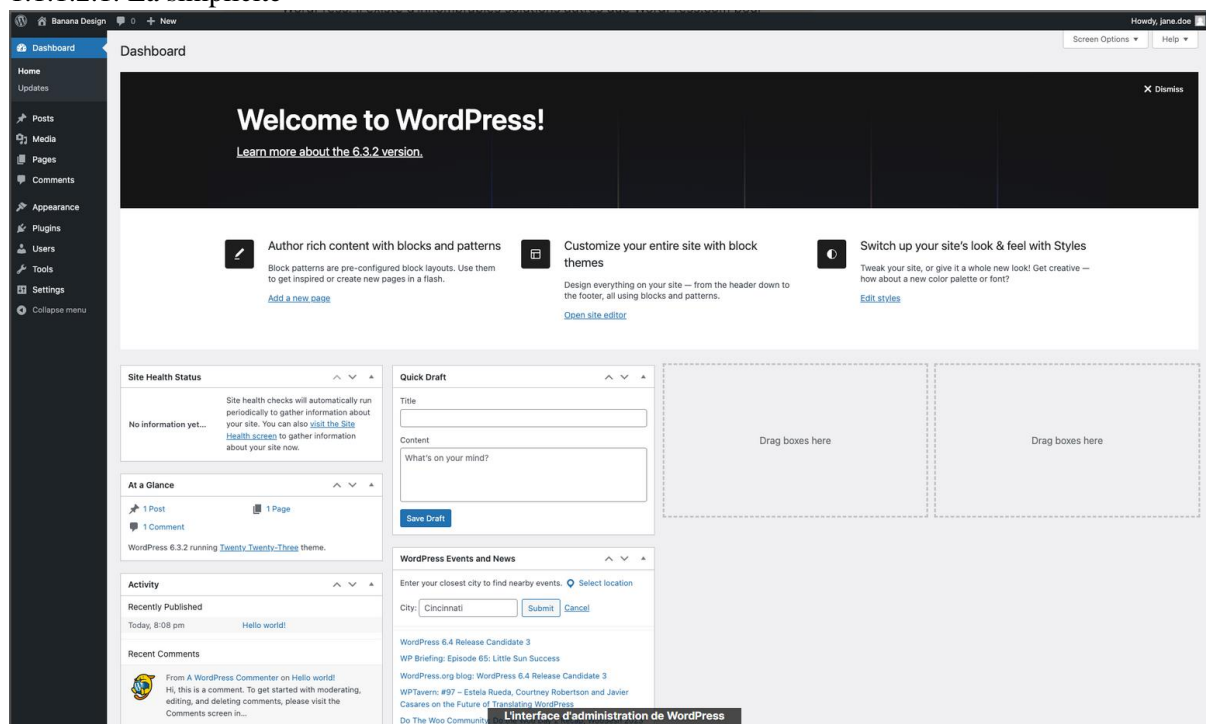 1.1.1.2.1. La simplicité
Banana Design 0 + New
Howdy, jane.doe
Dashboard
Home
Updates
Posts
Media
Pages
Comments
Appearance
Plugins
Users
Tools
Settings
Collapse menu
Dashboard
Screen Options ▼
Help ▼
Dismiss
Welcome to WordPress!
Learn more about the 6.3.2 version.
Author rich content with blocks and patterns
Block patterns are pre-configured block layouts. Use them
to get inspired or create new pages in a flash.
Add a new page
Customize your entire site with block
themes
Design everything on your site — from the header down to
the footer, all using blocks and patterns.
Open site editor
Switch up your site's look & feel with Styles
Tweak your site, or give it a whole new look! Get creative —
how about a new color palette or font?
Edit styles
Site Health Status
No information yet...
Site health checks will automatically run
periodically to gather information about
your site. You can also visit the Site
Health screen to gather information
about your site now.
At a Glance
1 Post
1 Page
1 Comment
WordPress 6.3.2 running Twenty Twenty-Three theme.
Activity
Recently Published
Today, 8:08 pm Hello world!
Recent Comments
From A WordPress Commenter on Hello world!
Hi, this is a comment. To get started with moderating,
editing, and deleting comments, please visit the
Comments screen in...
Quick Draft
Title
Content
What's on your mind?
Save Draft
WordPress Events and News
Enter your closest city to find nearby events. Select location
City: Cincinnati Submit Cancel
WordPress 6.4 Release Candidate 3
WP Briefing: Episode 65: Little Sun Success
WordPress.org blog: WordPress 6.4 Release Candidate 3
WPTavern: #97 – Estela Rueda, Courtney Robertson and Javier
Casares on the Future of Translating WordPress
Do The Woo Community:
Drag boxes here
Drag boxes here
L'interface d'administration de WordPress